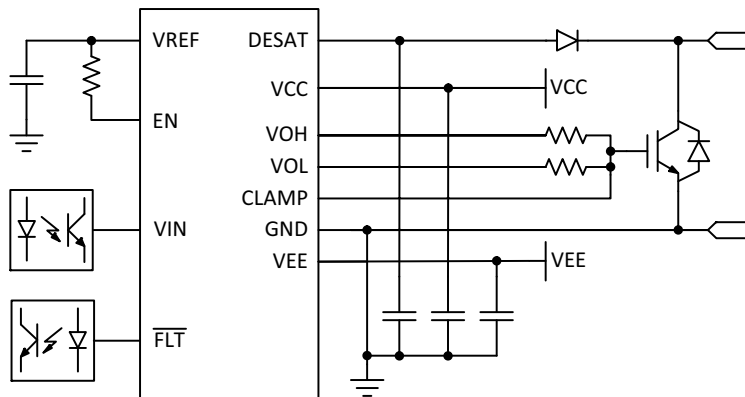 VREF
DESAT
VCC
VCC
EN
VOH
VOL
CLAMP
VIN
GND
VEE
VEE
FLT